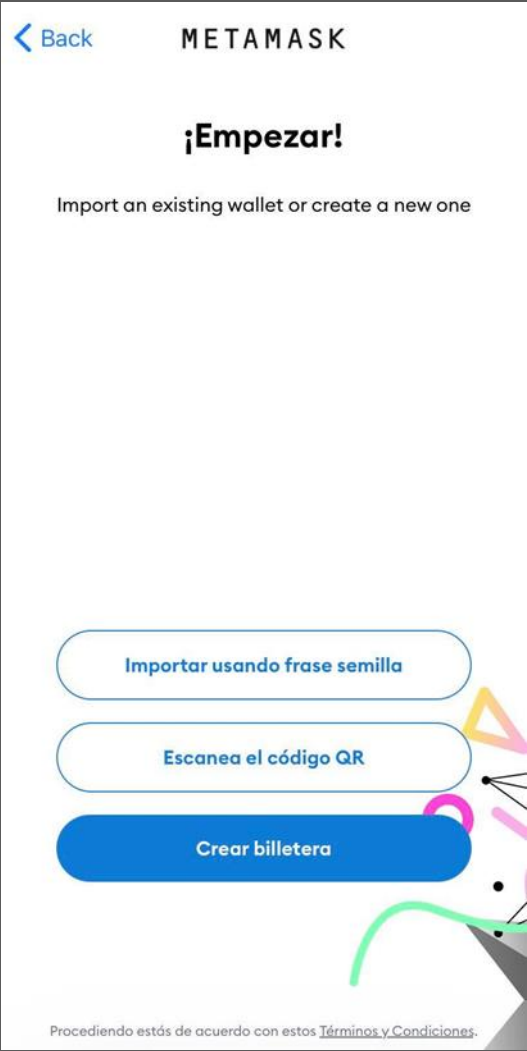 Back
METAMASK
¡Empezar!
Import an existing wallet or create a new one
Importar usando frase semilla
Escanea el código QR
Crear billetera
Procediendo estás de acuerdo con estos Términos y Condiciones.